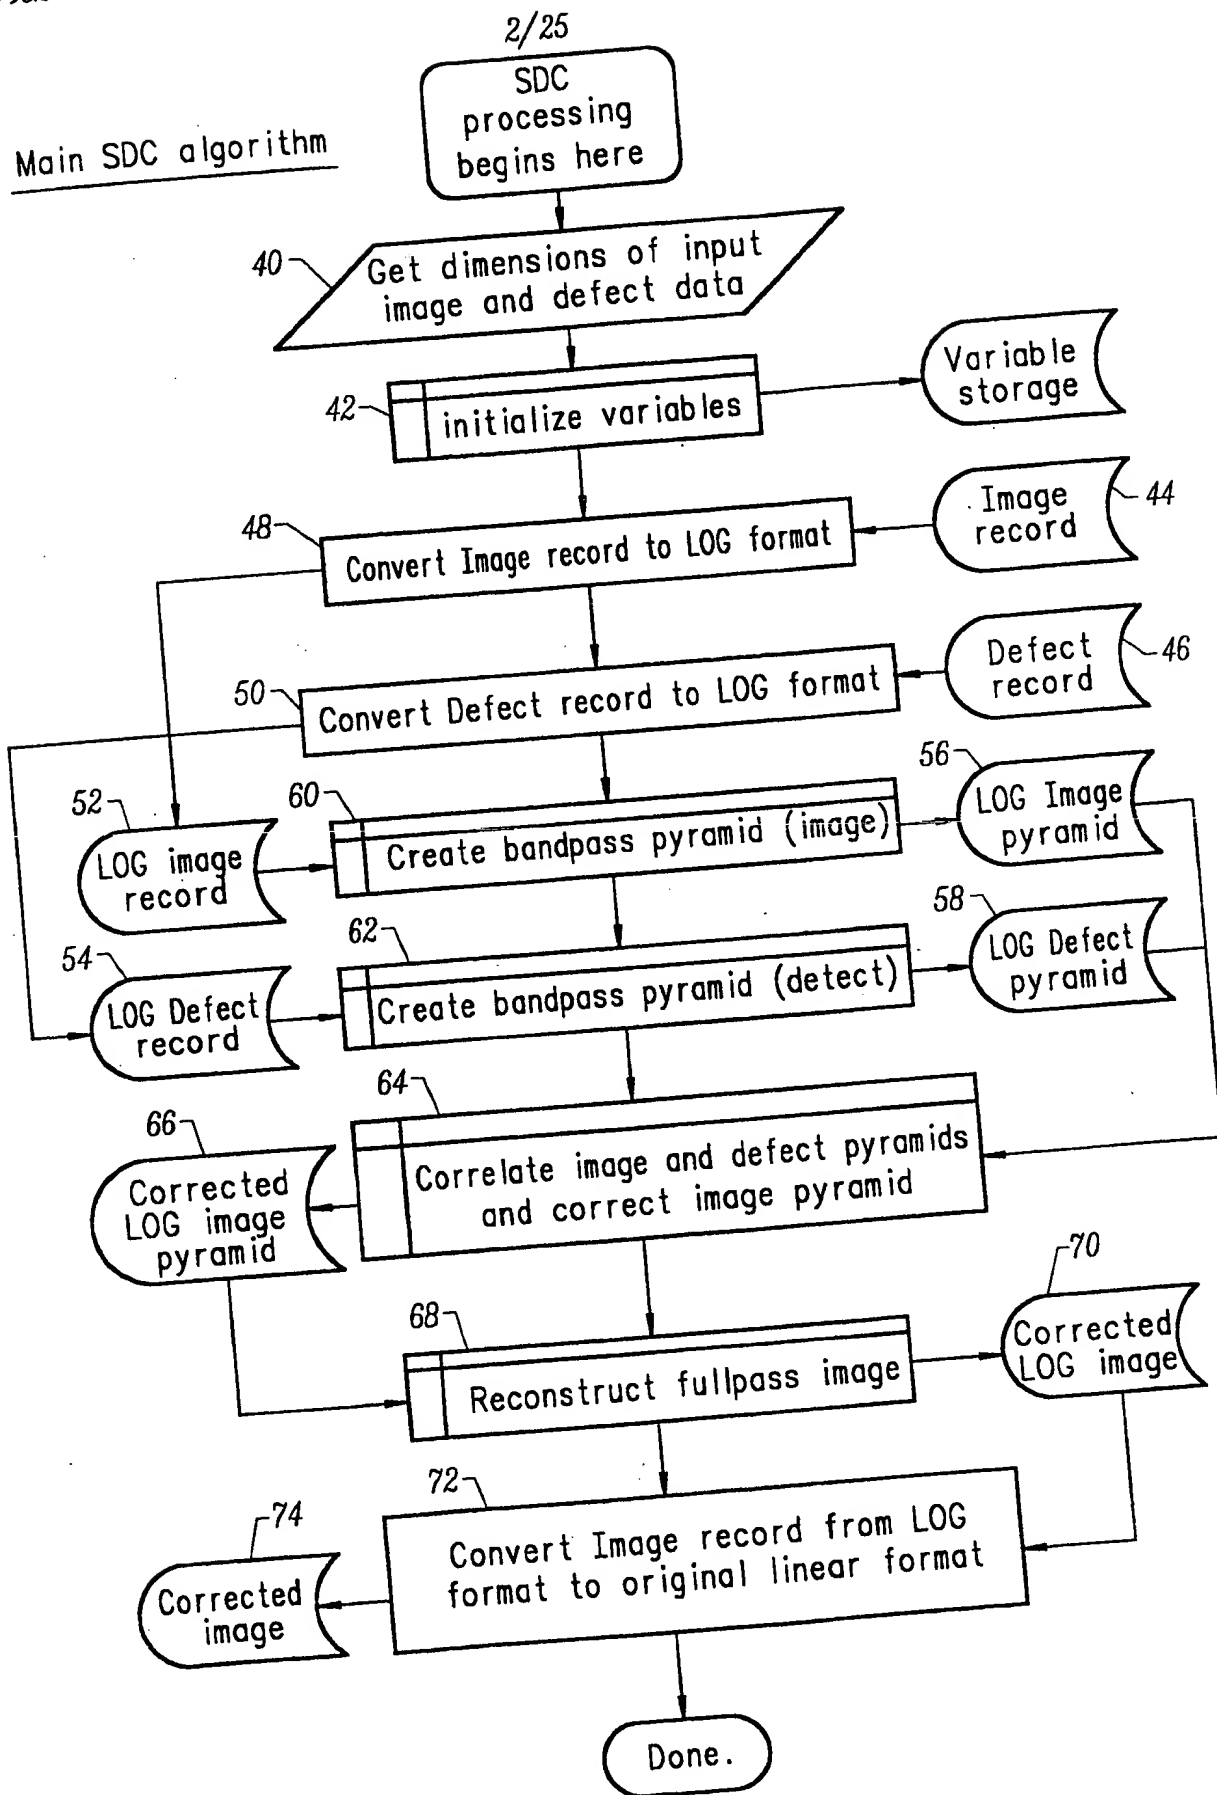 2/25
Main SDC algorithm
SDC
processing
begins here
40
Get dimensions of input
image and defect data
42
initialize variables
Variable
storage
48
Convert Image record to LOG format
Image
record
44
50
Convert Defect record to LOG format
Defect
record
46
52
LOG image
record
60
Create bandpass pyramid (image)
56
LOG Image
pyramid
54
LOG Defect
record
62
Create bandpass pyramid (detect)
58
LOG Defect
pyramid
64
Correlate image and defect pyramids
and correct image pyramid
66
Corrected
LOG image
pyramid
68
Reconstruct fullpass image
70
Corrected
LOG image
72
Convert Image record from LOG
format to original linear format
74
Corrected
image
Done.